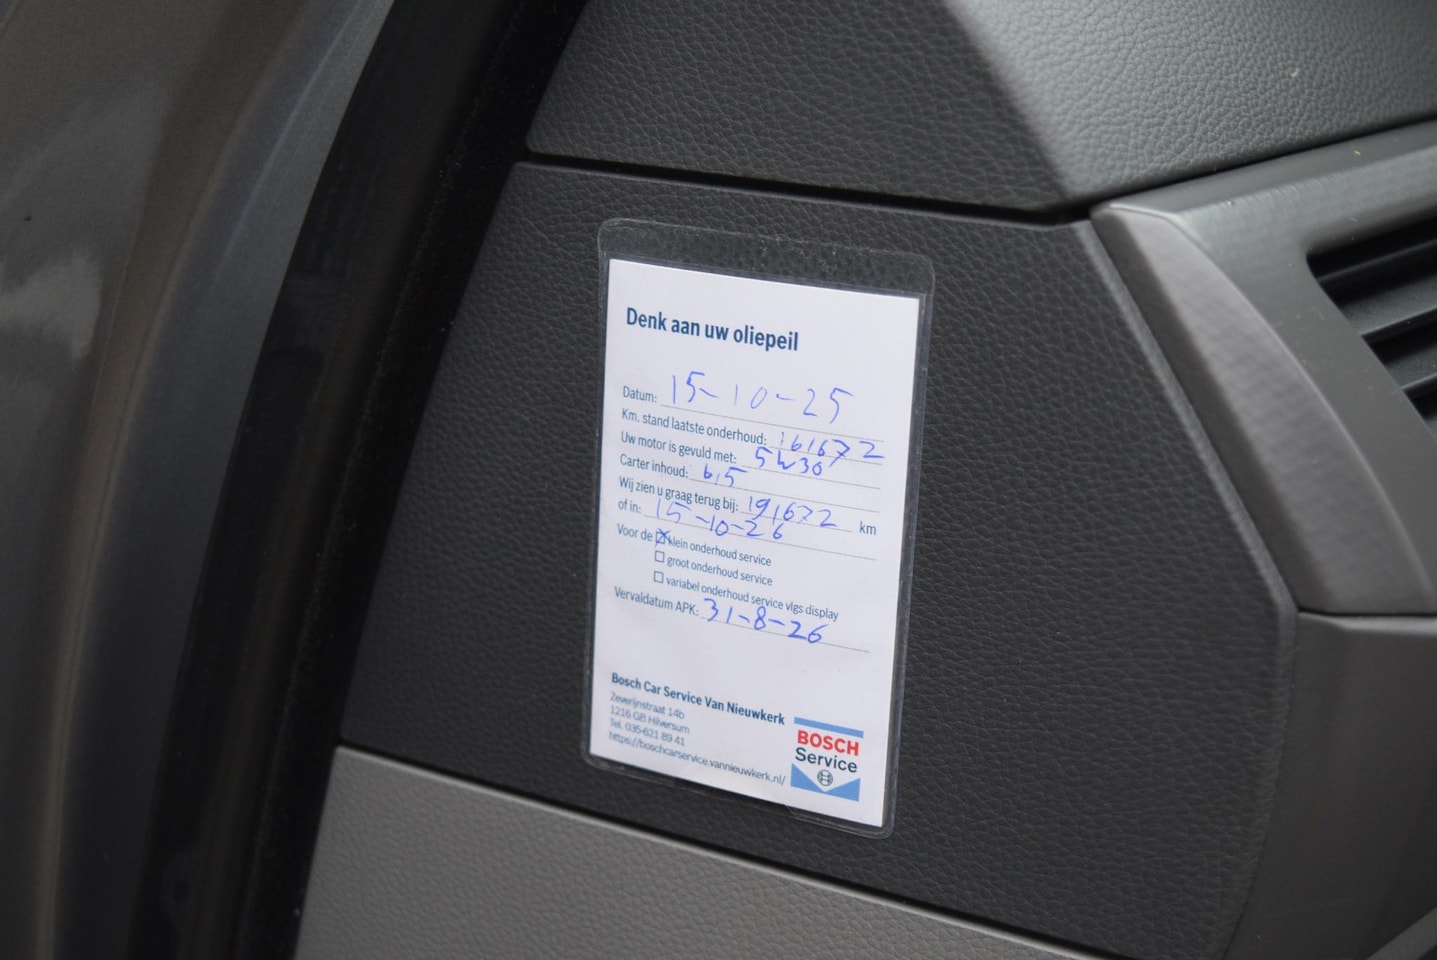 Denk aan uw oliepeil
Datum: 15-10-25
Km. stand laatste onderhoud: 161672
Uw motor is gevuld met: 5W30
Carter inhoud: 6,5
Wij zien u graag terug bij: 191672 km
of in: 15-10-26
Voor de ☒ klein onderhoud service
☐ groot onderhoud service
☐ variabel onderhoud service vlgs display
Vervaldatum APK: 31-8-26
Bosch Car Service Van Nieuwkerk
Zeverijnstraat 14b
1216 GB Hilversum
Tel. 035-621 89 41
https://boschcarservice.vannieuwkerk.nl/
BOSCH
Service